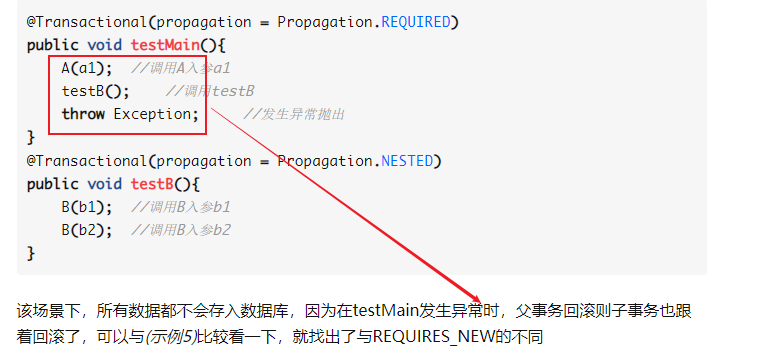 @Transactional(propagation = Propagation.REQUIRED)
public void testMain(){
A(a1); //调用A入参a1
testB(); //调用testB
throw Exception; //发生异常抛出
}
@Transactional(propagation = Propagation.NESTED)
public void testB(){
B(b1); //调用B入参b1
B(b2); //调用B入参b2
}
该场景下，所有数据都不会存入数据库，因为在testMain发生异常时，父事务回滚则子事务也跟
着回滚了，可以与(示例5)比较看一下，就找出了与REQUIRES_NEW的不同